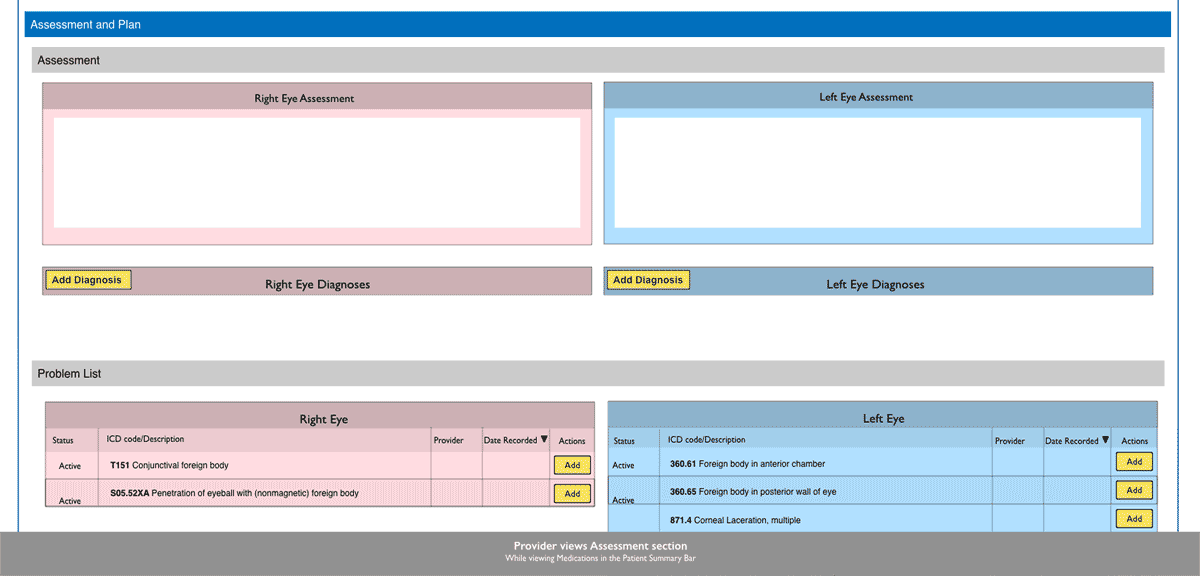 Assessment and Plan
Assessment
Right Eye Assessment
Left Eye Assessment
Add Diagnosis
Right Eye Diagnoses
Add Diagnosis
Left Eye Diagnoses
Problem List
Right Eye
Status ICD code/Description Provider Date Recorded ▼ Actions
Active T151 Conjunctival foreign body Add
Active S05.52XA Penetration of eyeball with (nonmagnetic) foreign body Add
Left Eye
Status ICD code/Description Provider Date Recorded ▼ Actions
Active 360.61 Foreign body in anterior chamber Add
Active 360.65 Foreign body in posterior wall of eye Add
871.4 Corneal Laceration, multiple Add
Provider views Assessment section
While viewing Medications in the Patient Summary Bar